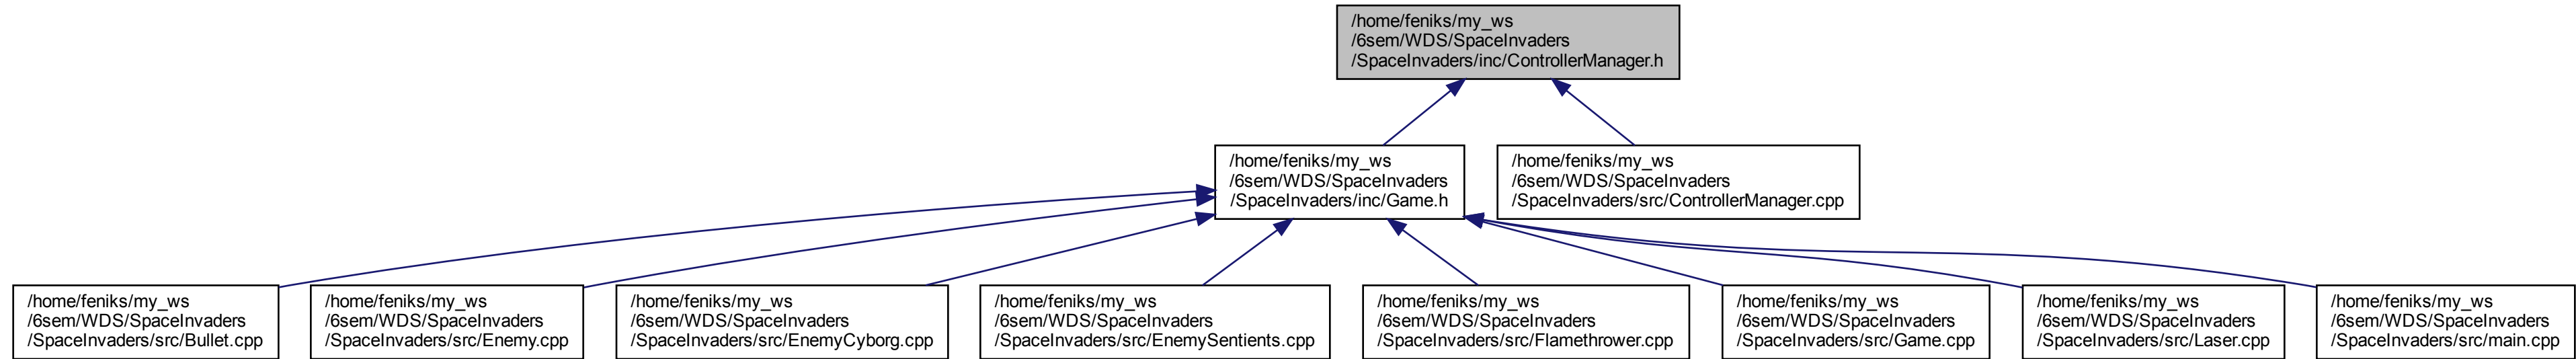 /home/feniks/my_ws
/6sem/WDS/SpaceInvaders
/SpaceInvaders/inc/ControllerManager.h
/home/feniks/my_ws
/6sem/WDS/SpaceInvaders
/SpaceInvaders/inc/Game.h
/home/feniks/my_ws
/6sem/WDS/SpaceInvaders
/SpaceInvaders/src/ControllerManager.cpp
/home/feniks/my_ws
/6sem/WDS/SpaceInvaders
/SpaceInvaders/src/Bullet.cpp
/home/feniks/my_ws
/6sem/WDS/SpaceInvaders
/SpaceInvaders/src/Enemy.cpp
/home/feniks/my_ws
/6sem/WDS/SpaceInvaders
/SpaceInvaders/src/EnemyCyborg.cpp
/home/feniks/my_ws
/6sem/WDS/SpaceInvaders
/SpaceInvaders/src/EnemySentients.cpp
/home/feniks/my_ws
/6sem/WDS/SpaceInvaders
/SpaceInvaders/src/Flamethrower.cpp
/home/feniks/my_ws
/6sem/WDS/SpaceInvaders
/SpaceInvaders/src/Game.cpp
/home/feniks/my_ws
/6sem/WDS/SpaceInvaders
/SpaceInvaders/src/Laser.cpp
/home/feniks/my_ws
/6sem/WDS/SpaceInvaders
/SpaceInvaders/src/main.cpp